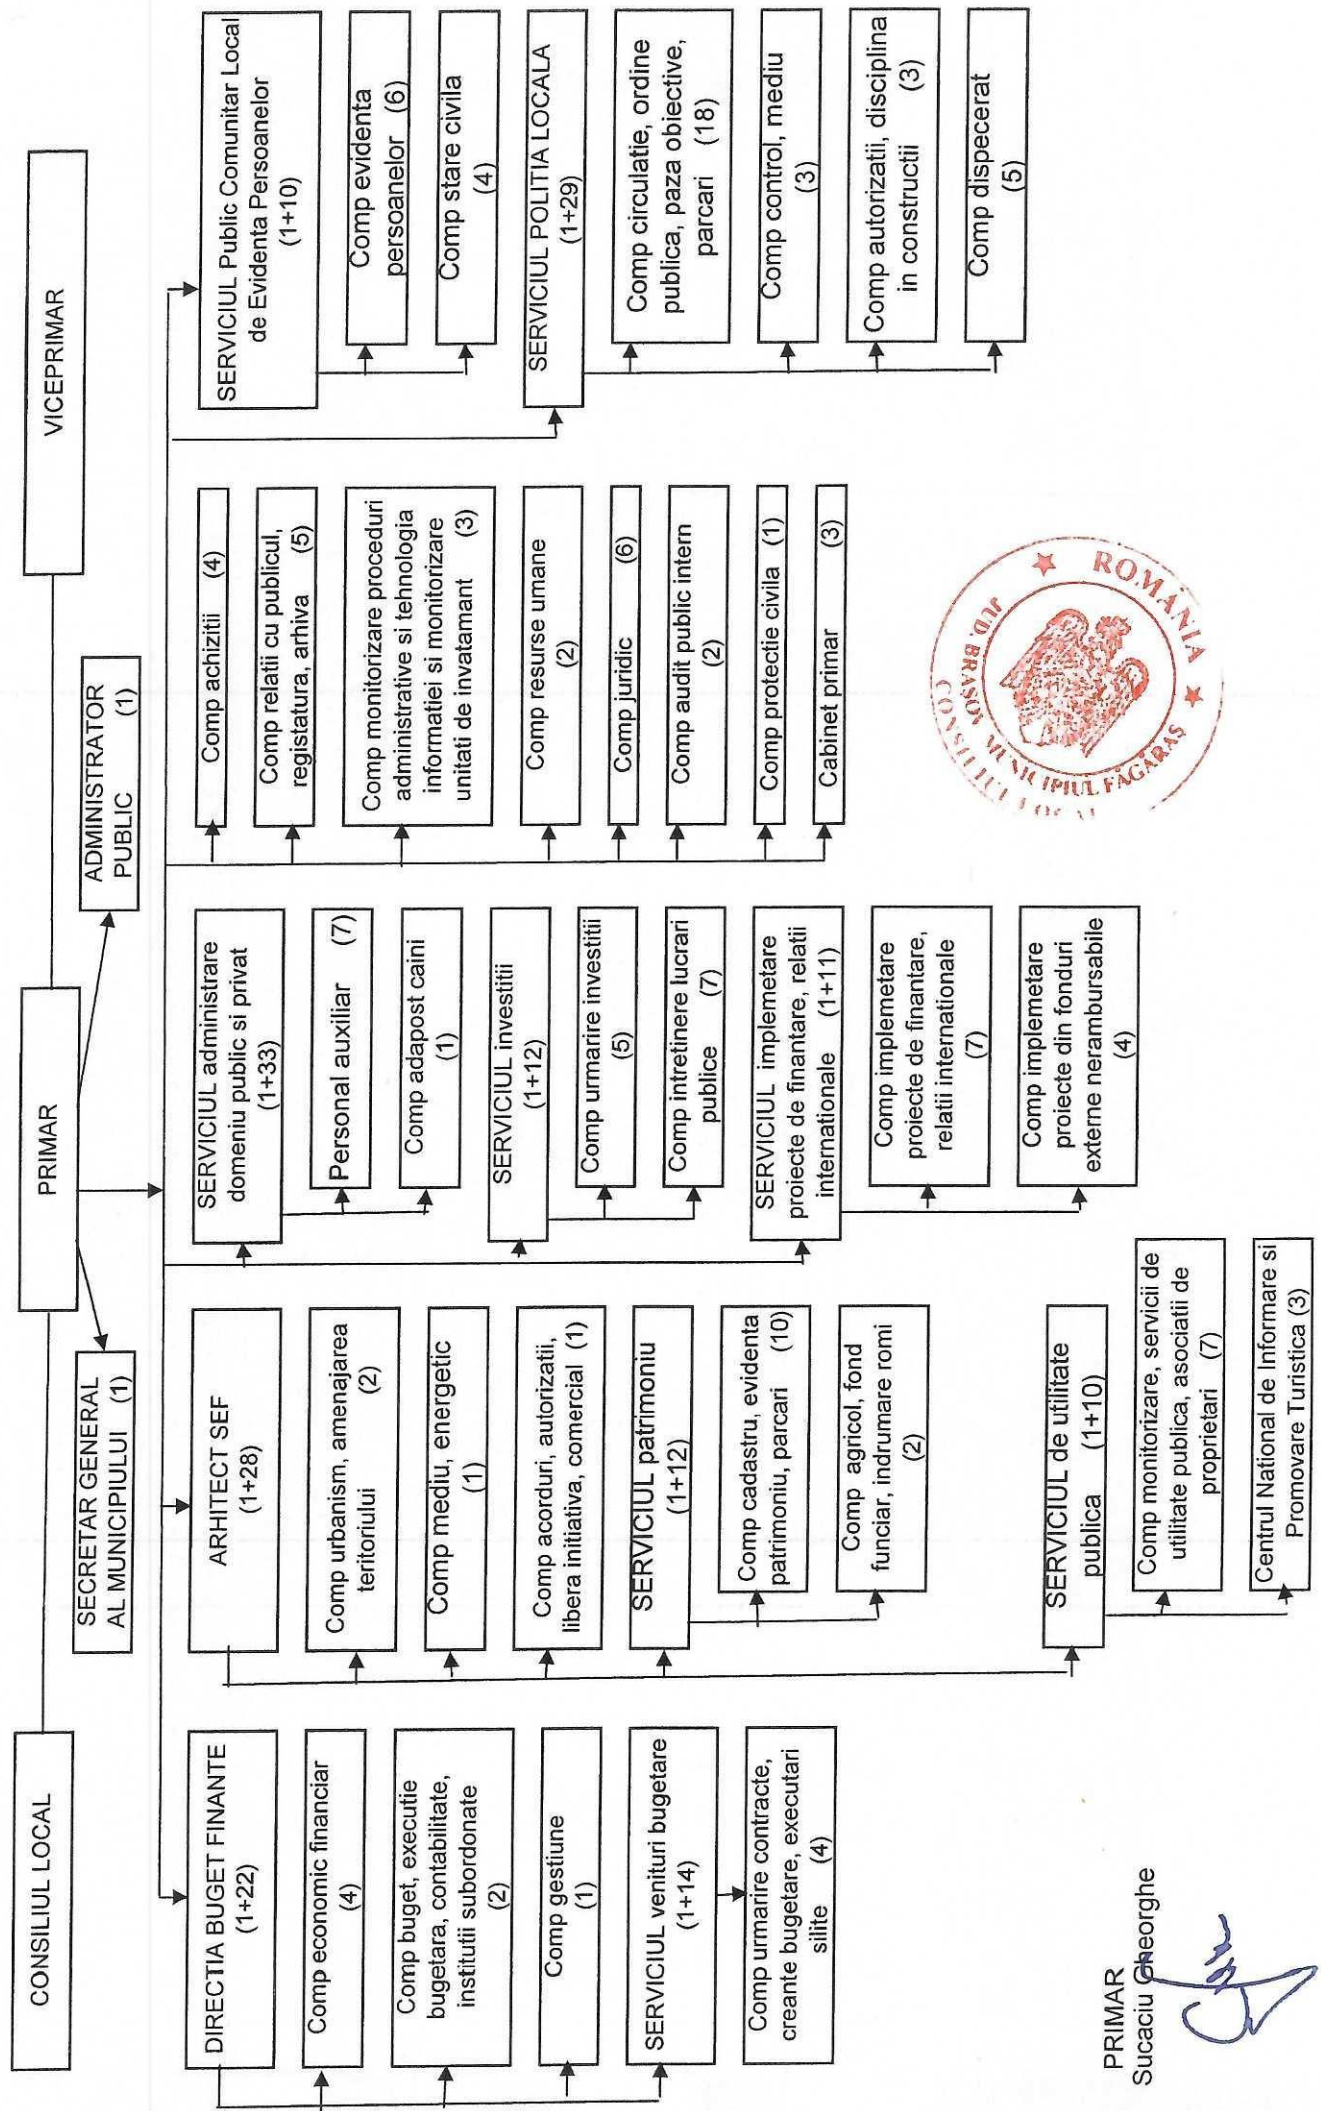 CONSILIUL LOCAL
PRIMAR
VICEPRIMAR
SECRETAR GENERAL
AL MUNICIPIULUI (1)
ADMINISTRATOR
PUBLIC (1)
DIRECTIA BUGET FINANTE
(1+22)
Comp economic financiar
(4)
Comp buget, executie
bugetara, contabilitate,
institutii subordonate
(2)
Comp gestiune
(1)
SERVICIUL venituri bugetare
(1+14)
Comp urmarire contracte,
creante bugetare, executari
silite (4)
ARHITECT SEF
(1+28)
Comp urbanism, amenajarea
teritoriului (2)
Comp mediu, energetic
(1)
Comp acorduri, autorizatii,
libera initiativa, comercial (1)
SERVICIUL patrimoniu
(1+12)
Comp cadastru, evidenta
patrimoniu, parcari (10)
Comp agricol, fond
funciar, indrumare romi
(2)
SERVICIUL de utilitate
publica (1+10)
Comp monitorizare, servicii de
utilitate publica, asociatii de
proprietari (7)
Centrul National de Informare si
Promovare Turistica (3)
SERVICIUL administrare
domeniu public si privat
(1+33)
Personal auxiliar (7)
Comp adapost caini
(1)
SERVICIUL investitii
(1+12)
Comp urmarire investitii
(5)
Comp intretinere lucrari
publice (7)
SERVICIUL implemetare
proiecte de finantare, relatii
internationale (1+11)
Comp implemetare
proiecte de finantare,
relatii internationale
(7)
Comp implemetare
proiecte din fonduri
externe nerambursabile
(4)
Comp achizitii (4)
Comp relatii cu publicul,
registatura, arhiva (5)
Comp monitorizare proceduri
administrative si tehnologia
informatiei si monitorizare
unitati de invatamant (3)
Comp resurse umane
(2)
Comp juridic (6)
Comp audit public intern
(2)
Comp protectie civila (1)
Cabinet primar (3)
SERVICIUL Public Comunitar Local
de Evidenta Persoanelor
(1+10)
Comp evidenta
persoanelor (6)
Comp stare civila
(4)
SERVICIUL POLITIA LOCALA
(1+29)
Comp circulatie, ordine
publica, paza obiective,
parcari (18)
Comp control, mediu
(3)
Comp autorizatii, disciplina
in constructii (3)
Comp dispecerat
(5)
PRIMAR
Sucaciu Gheorghe
ROMÂNIA
JUD. BRAȘOV
MUNICIPIUL FĂGĂRAȘ
CONSILIUL LOCAL